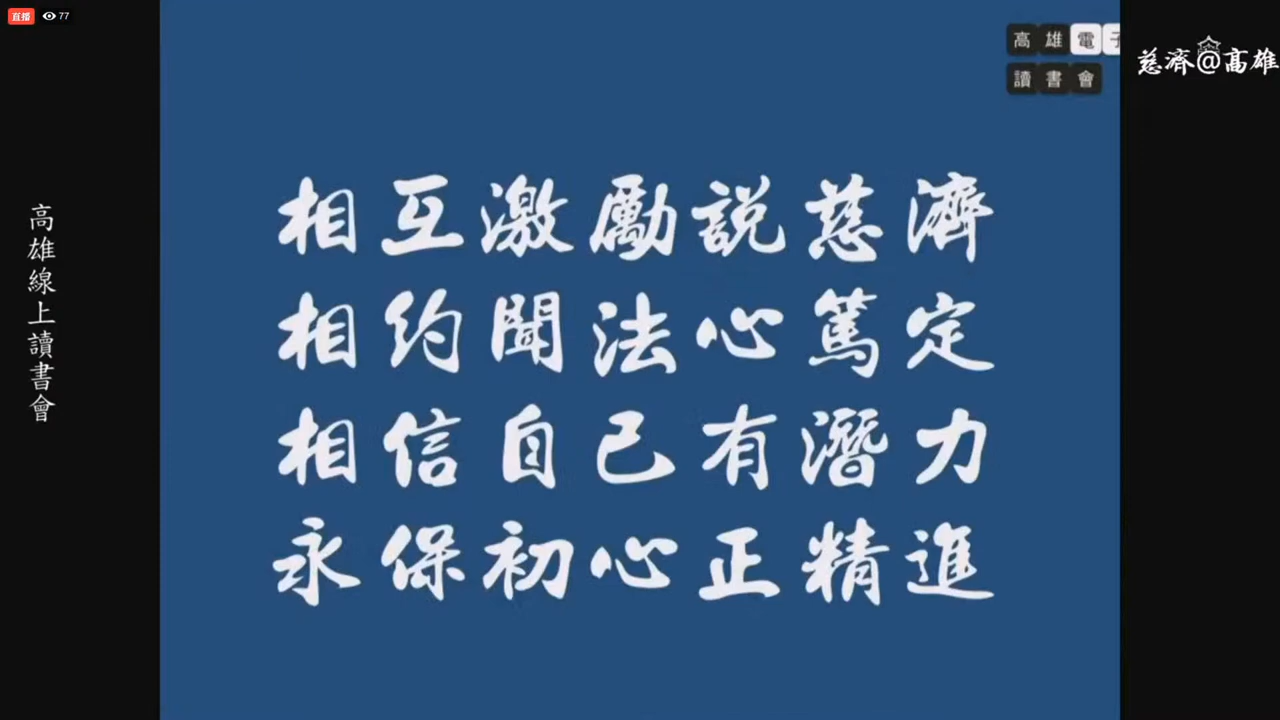 直播 77
高雄電子
讀書會
慈濟@高雄
高雄線上讀書會
相互激勵説慈濟
相約聞法心篤定
相信自己有潛力
永保初心正精進